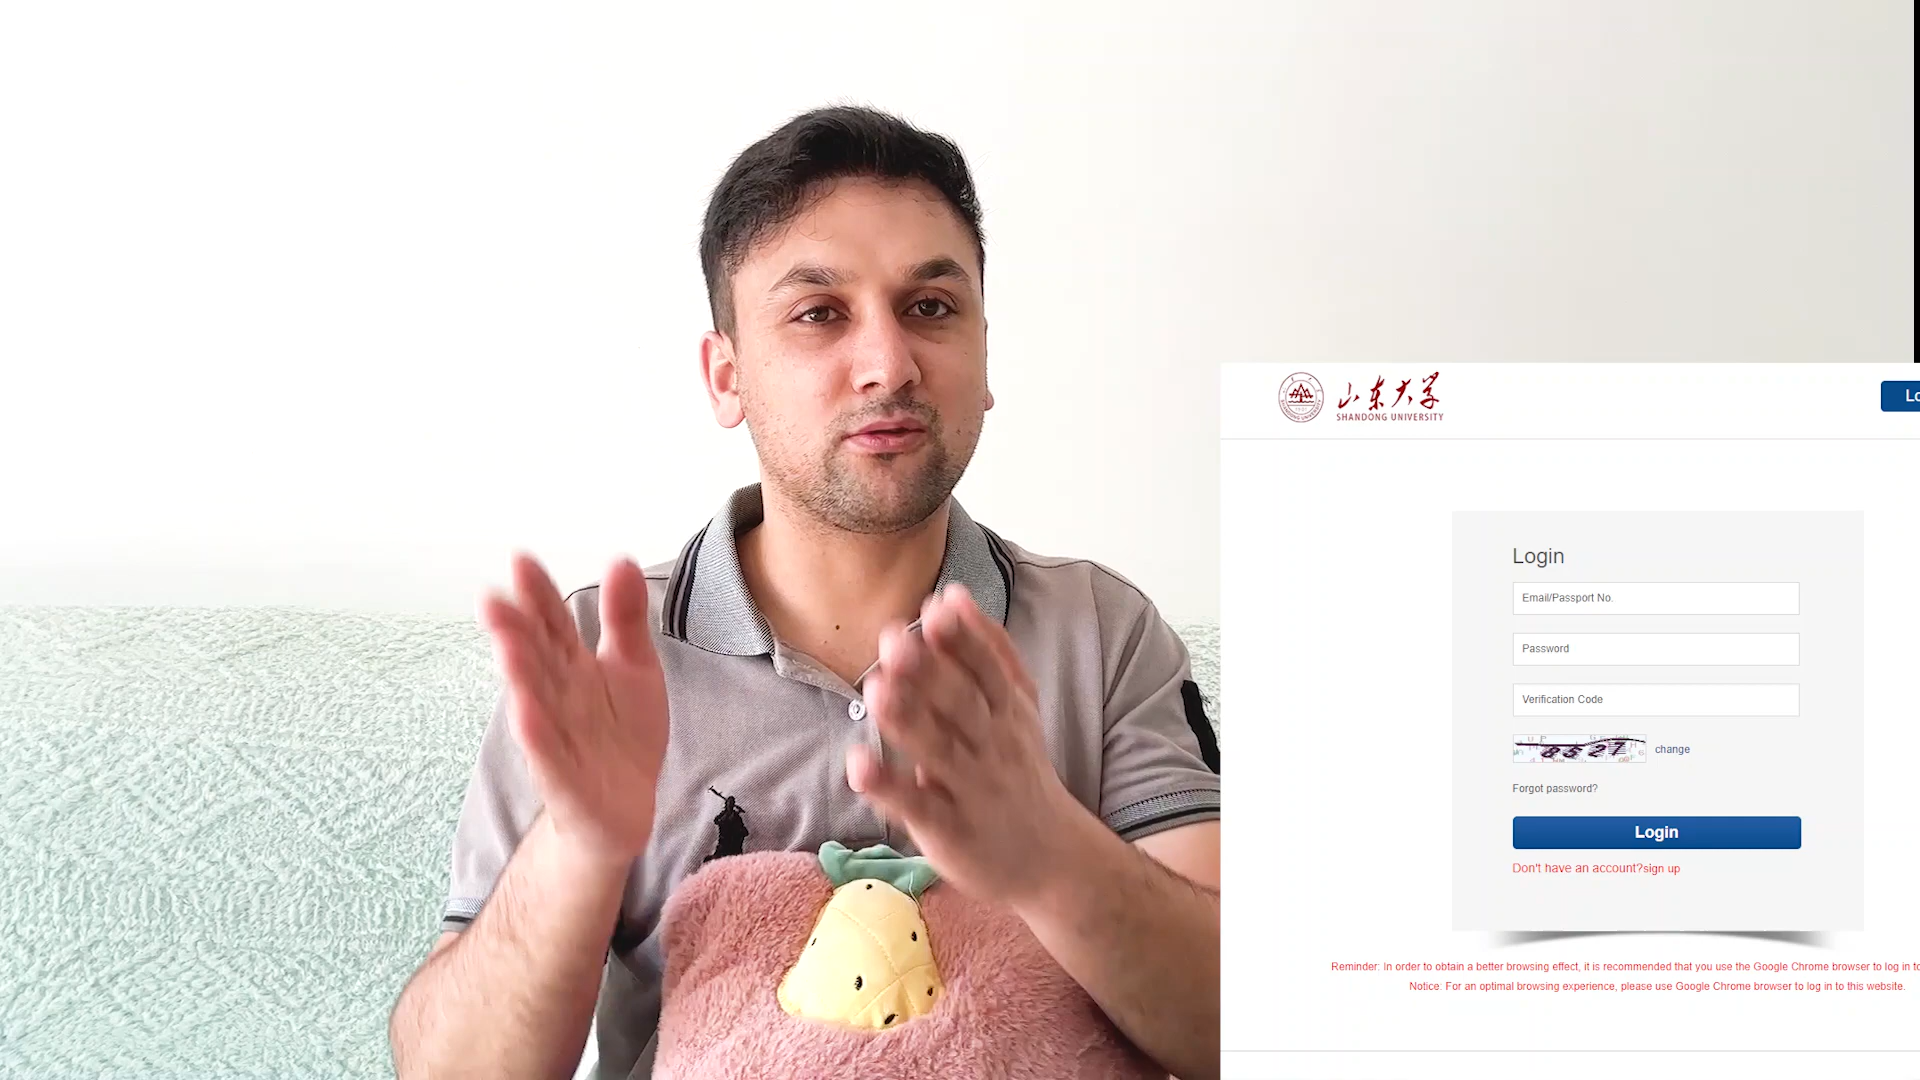 山东大学
SHANDONG UNIVERSITY
Lo
Login
Email/Passport No.
Password
Verification Code
8527
change
Forgot password?
Login
Don't have an account?sign up
Reminder: In order to obtain a better browsing effect, it is recommended that you use the Google Chrome browser to log in to
Notice: For an optimal browsing experience, please use Google Chrome browser to log in to this website.